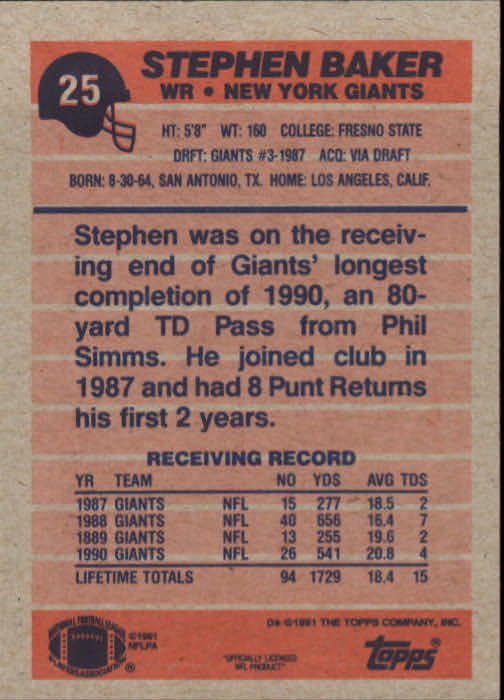 25
STEPHEN BAKER
WR • NEW YORK GIANTS
HT: 5'8" WT: 160 COLLEGE: FRESNO STATE
DRFT: GIANTS #3-1987 ACQ: VIA DRAFT
BORN: 8-30-64, SAN ANTONIO, TX. HOME: LOS ANGELES, CALIF.
Stephen was on the receiv-
ing end of Giants' longest
completion of 1990, an 80-
yard TD Pass from Phil
Simms. He joined club in
1987 and had 8 Punt Returns
his first 2 years.
RECEIVING RECORD
YR TEAM NO YDS AVG TDS
1987 GIANTS NFL 15 277 18.5 2
1988 GIANTS NFL 40 656 16.4 7
1889 GIANTS NFL 13 255 19.6 2
1990 GIANTS NFL 26 541 20.8 4
LIFETIME TOTALS 94 1729 18.4 15
D* ©1991 THE TOPPS COMPANY, INC.
©1991
NFLPA
"OFFICIALLY LICENSED
NFL PRODUCT"
Topps®